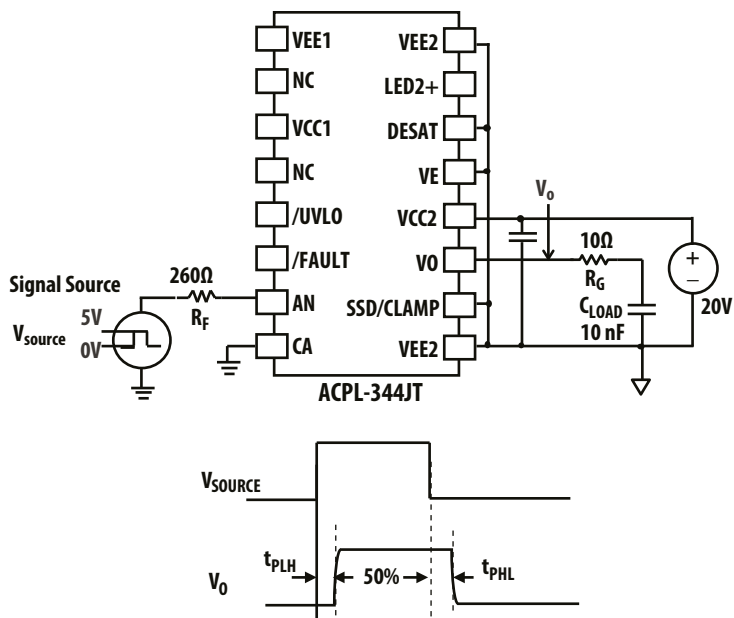 VEE1
VEE2
NC
LED2+
VCC1
DESAT
NC
VE
/UVLO
VCC2
Vo
/FAULT
VO
10Ω
RG
Signal Source
260Ω
RF
AN
SSD/CLAMP
CLOAD
10 nF
+
–
20V
Vsource
5V
0V
CA
VEE2
ACPL-344JT
VSOURCE
tPLH
50%
tPHL
VO